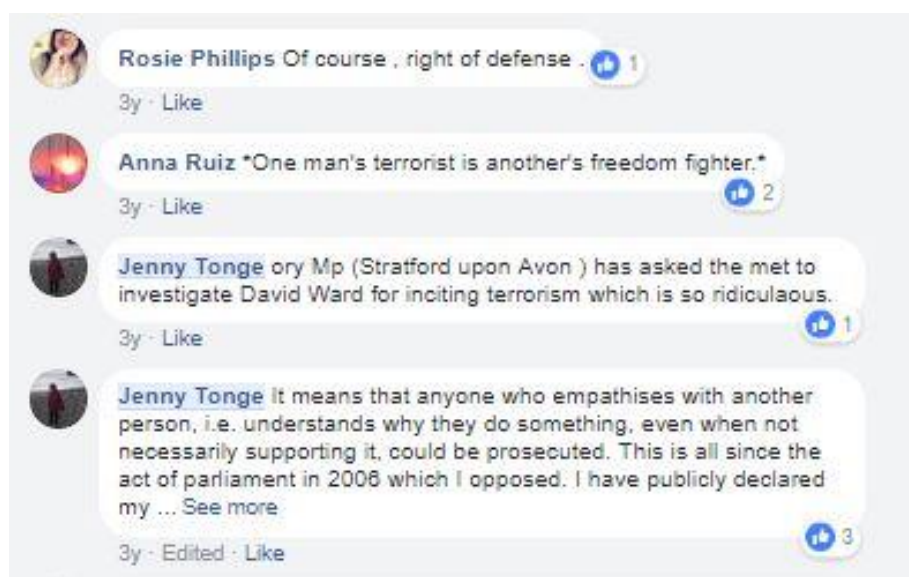 Rosie Phillips Of course , right of defense . 1
3y · Like
Anna Ruiz *One man's terrorist is another's freedom fighter.*
2
3y · Like
Jenny Tonge ory Mp (Stratford upon Avon ) has asked the met to
investigate David Ward for inciting terrorism which is so ridiculaous.
1
3y · Like
Jenny Tonge It means that anyone who empathises with another
person, i.e. understands why they do something, even when not
necessarily supporting it, could be prosecuted. This is all since the
act of parliament in 2006 which I opposed. I have publicly declared
my ... See more
3
3y · Edited · Like